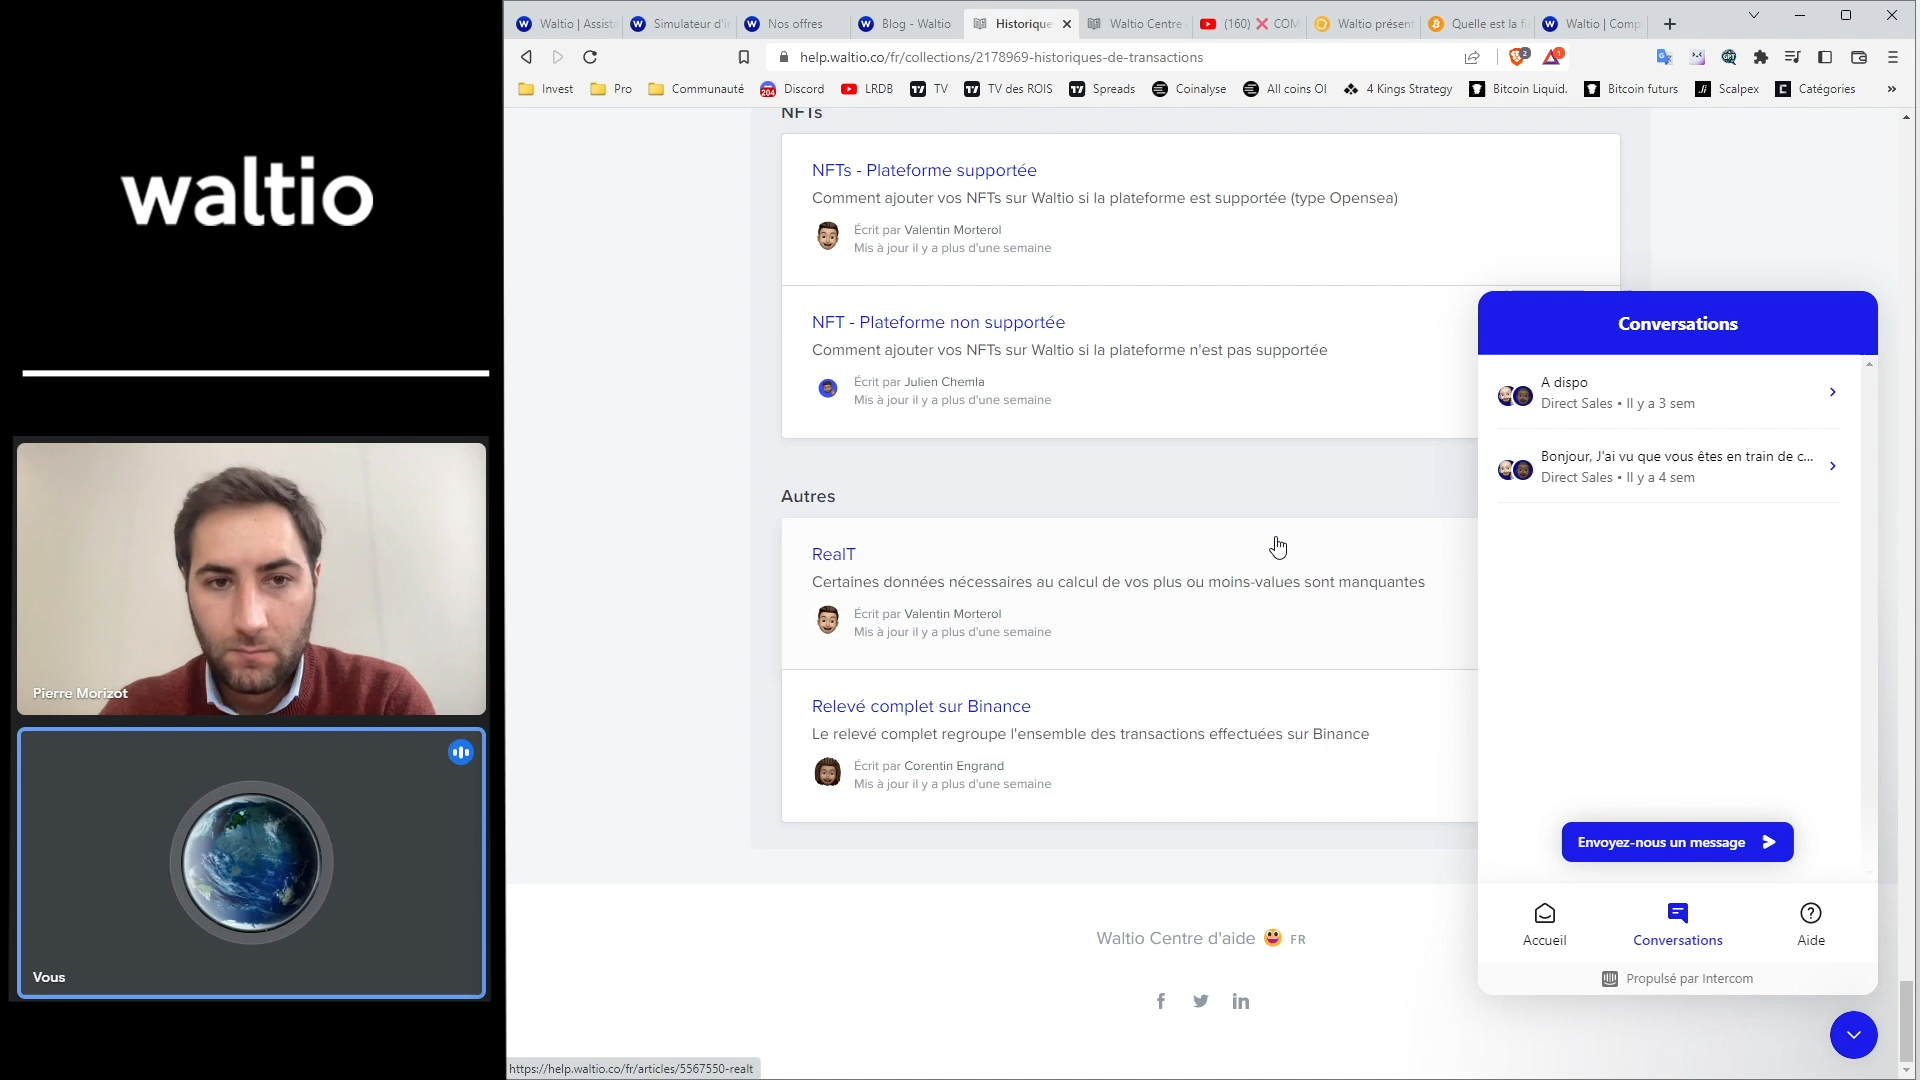 waltio
Pierre Morizot
Vous
Waltio | Assist
Simulateur d'i
Nos offres
Blog - Waltio
Historique
Waltio Centre
(160) ❌ COM
Waltio présen
Quelle est la fi
Waltio | Comp
help.waltio.co/fr/collections/2178969-historiques-de-transactions
2
1
Invest
Pro
Communauté
204
Discord
LRDB
TV
TV des ROIS
Spreads
Coinalyse
All coins OI
4 Kings Strategy
Bitcoin Liquid.
Bitcoin futurs
Scalpex
Catégories
»
NFTs
NFTs - Plateforme supportée
Comment ajouter vos NFTs sur Waltio si la plateforme est supportée (type Opensea)
Écrit par Valentin Morterol
Mis à jour il y a plus d'une semaine
NFT - Plateforme non supportée
Comment ajouter vos NFTs sur Waltio si la plateforme n'est pas supportée
Écrit par Julien Chemla
Mis à jour il y a plus d'une semaine
Autres
RealT
Certaines données nécessaires au calcul de vos plus ou moins-values sont manquantes
Écrit par Valentin Morterol
Mis à jour il y a plus d'une semaine
Relevé complet sur Binance
Le relevé complet regroupe l'ensemble des transactions effectuées sur Binance
Écrit par Corentin Engrand
Mis à jour il y a plus d'une semaine
Waltio Centre d'aide 😀 FR
Conversations
A dispo
Direct Sales • Il y a 3 sem
Bonjour, J'ai vu que vous êtes en train de c...
Direct Sales • Il y a 4 sem
Envoyez-nous un message
Accueil
Conversations
Aide
Propulsé par Intercom
https://help.waltio.co/fr/articles/5567550-realt